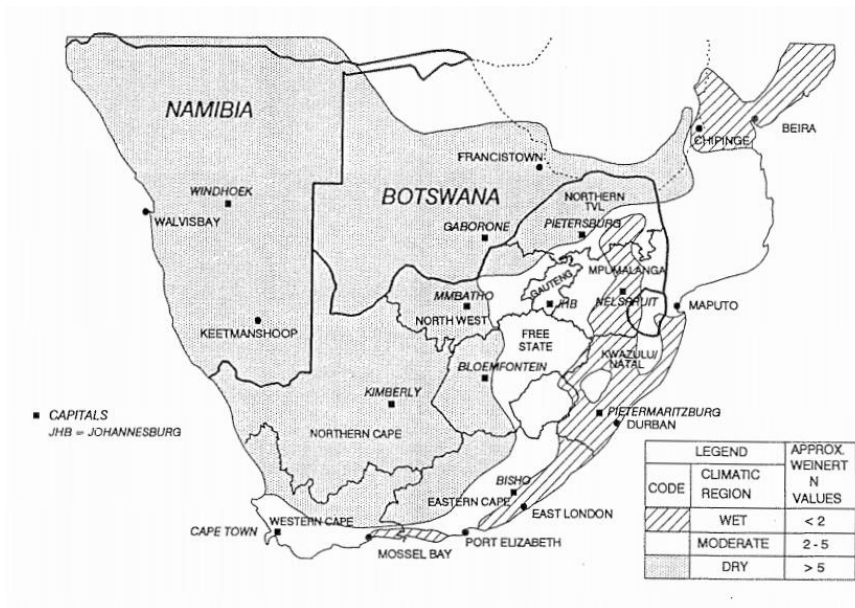 NAMIBIA
WINDHOEK
WALVISBAY
KEETMANSHOOP
BOTSWANA
FRANCISTOWN
GABORONE
CHIPINGE
BEIRA
NORTHERN
TVL
PIETERSBURG
MPUMALANGA
GAUTENG
JHB
NELSPRUIT
MAPUTO
MMBATHO
NORTH WEST
FREE
STATE
KWAZULU/
NATAL
BLOEMFONTEIN
KIMBERLY
NORTHERN CAPE
PIETERMARITZBURG
DURBAN
BISHO
EASTERN CAPE
EAST LONDON
CAPE TOWN
WESTERN CAPE
MOSSEL BAY
PORT ELIZABETH
CAPITALS
JHB = JOHANNESBURG
LEGEND
APPROX.
WEINERT
N
VALUES
CODE
CLIMATIC
REGION
WET
< 2
MODERATE
2 - 5
DRY
> 5